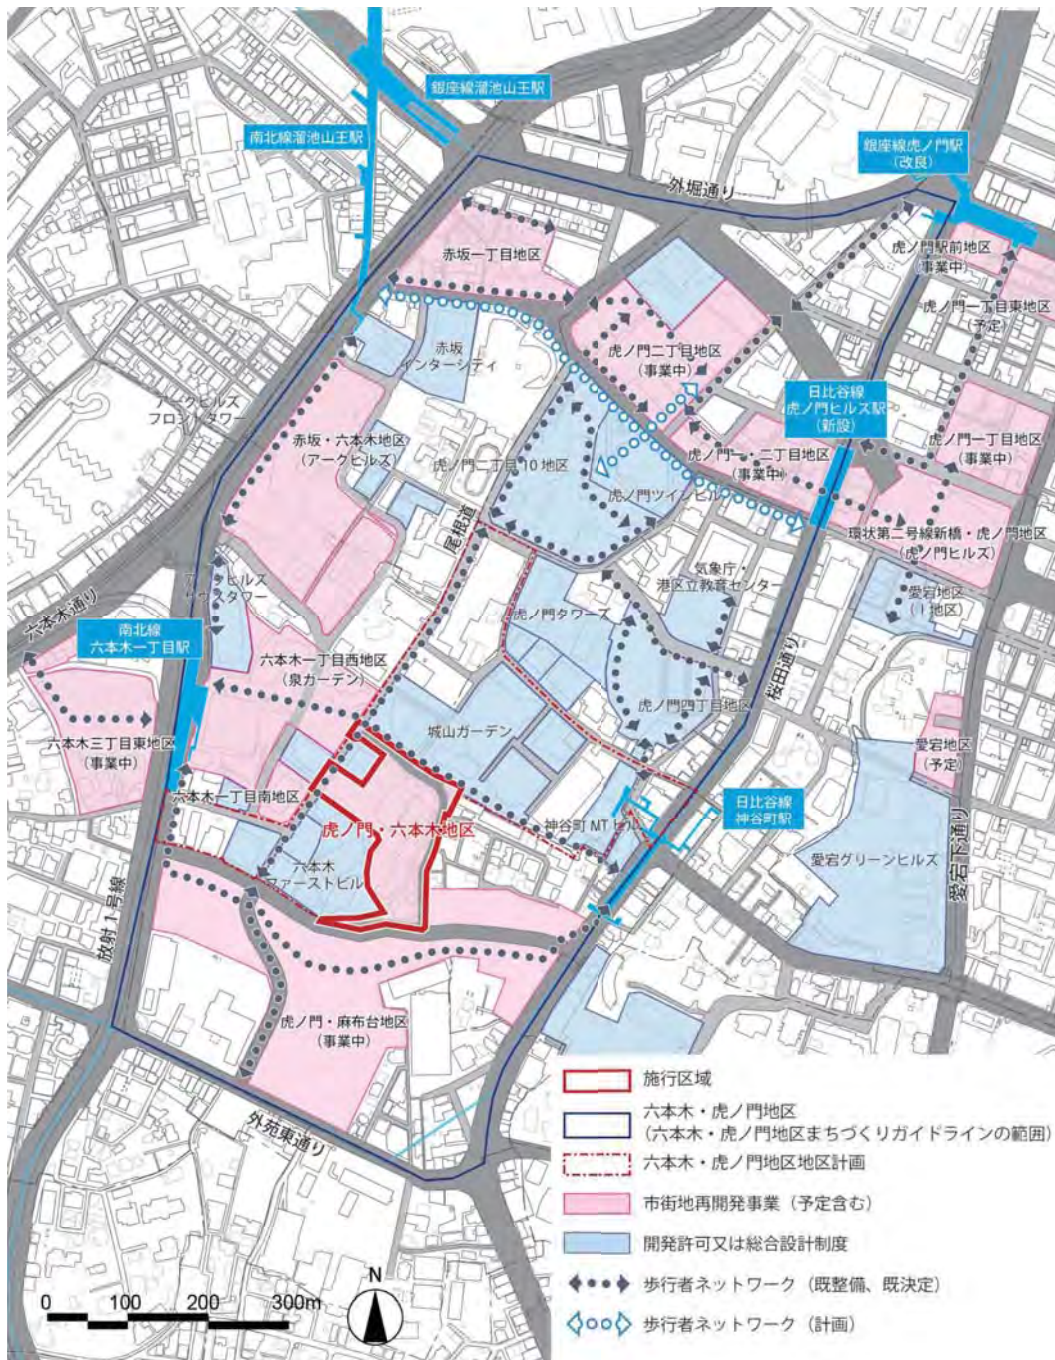 銀座線溜池山王駅
南北線溜池山王駅
銀座線虎ノ門駅
(改良)
外堀通り
虎ノ門駅前地区
(事業中)
赤坂一丁目地区
虎ノ門一丁目東地区
(予定)
赤坂
インターシティ
虎ノ門二丁目地区
(事業中)
日比谷線
虎ノ門ヒルズ駅
(新設)
アークヒルズ
フロントタワー
赤坂・六本木地区
(アークヒルズ)
虎ノ門二丁目10地区
虎ノ門一・二丁目地区
(事業中)
虎ノ門一丁目地区
(事業中)
虎ノ門ツインビル
尾根道
環状第二号線新橋・虎ノ門地区
(虎ノ門ヒルズ)
気象庁・
港区立教育センター
愛宕地区
(I地区)
アークヒルズ
サウスタワー
虎ノ門タワーズ
六本木通り
南北線
六本木一丁目駅
六本木一丁目西地区
(泉ガーデン)
桜田通り
虎ノ門四丁目地区
城山ガーデン
六本木三丁目東地区
(事業中)
愛宕地区
(予定)
六本木一丁目南地区
虎ノ門・六本木地区
神谷町MTビル
日比谷線
神谷町駅
愛宕グリーンヒルズ
愛宕下通り
六本木
ファーストビル
放射1号線
虎ノ門・麻布台地区
(事業中)
外苑東通り
施行区域
六本木・虎ノ門地区
(六本木・虎ノ門地区まちづくりガイドラインの範囲)
六本木・虎ノ門地区地区計画
市街地再開発事業(予定含む)
開発許可又は総合設計制度
歩行者ネットワーク(既整備、既決定)
歩行者ネットワーク(計画)
0 100 200 300m
N